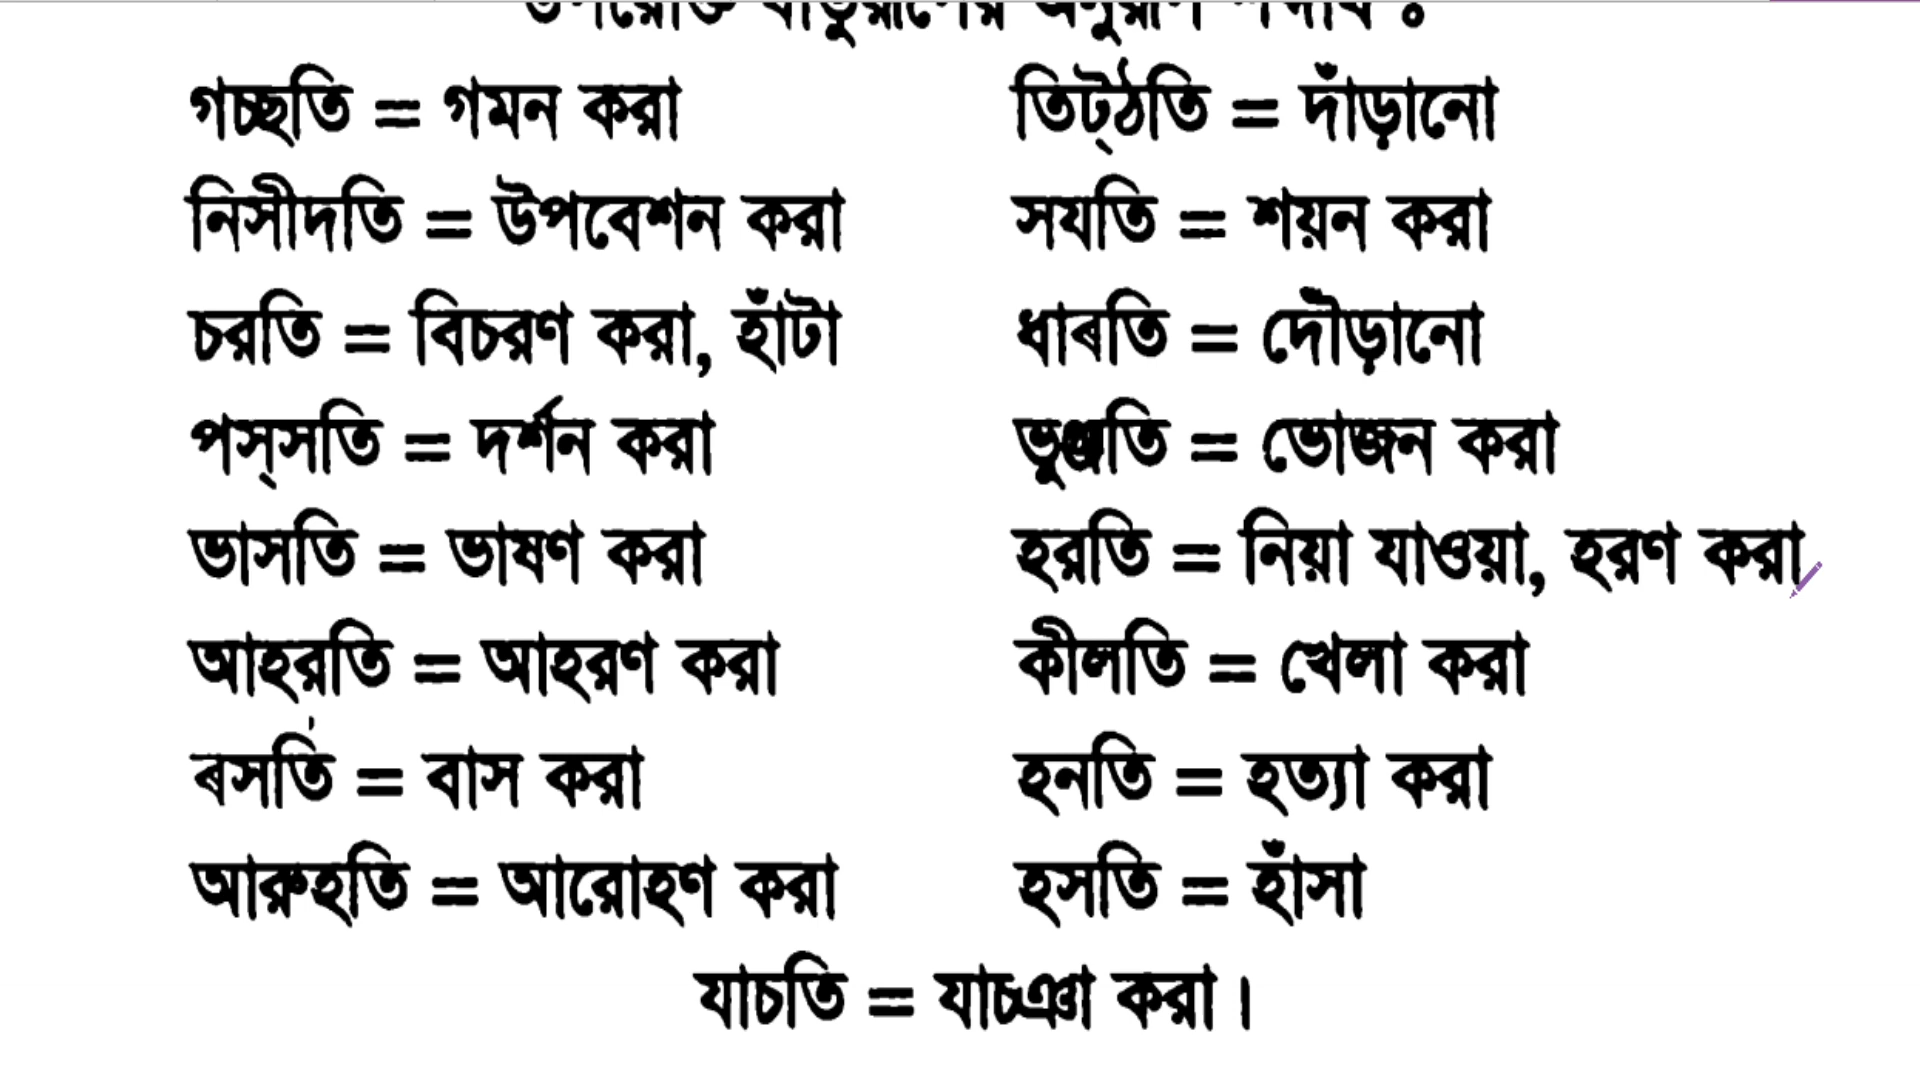 গচ্ছতি = গমন করা তিট্‌ঠতি = দাঁড়ানো
নিসীদতি = উপবেশন করা সযতি = শয়ন করা
চরতি = বিচরণ করা, হাঁটা ধাৰতি = দৌঁড়ানো
পস্‌সতি = দর্শন করা ভুঞ্জতি = ভোজন করা
ভাসতি = ভাষণ করা হরতি = নিয়া যাওয়া, হরণ করা
আহরতি = আহরণ করা কীলতি = খেলা করা
ৰসতি = বাস করা হনতি = হত্যা করা
আরুহতি = আরোহণ করা হসতি = হাঁসা
যাচতি = যাচঞা করা।